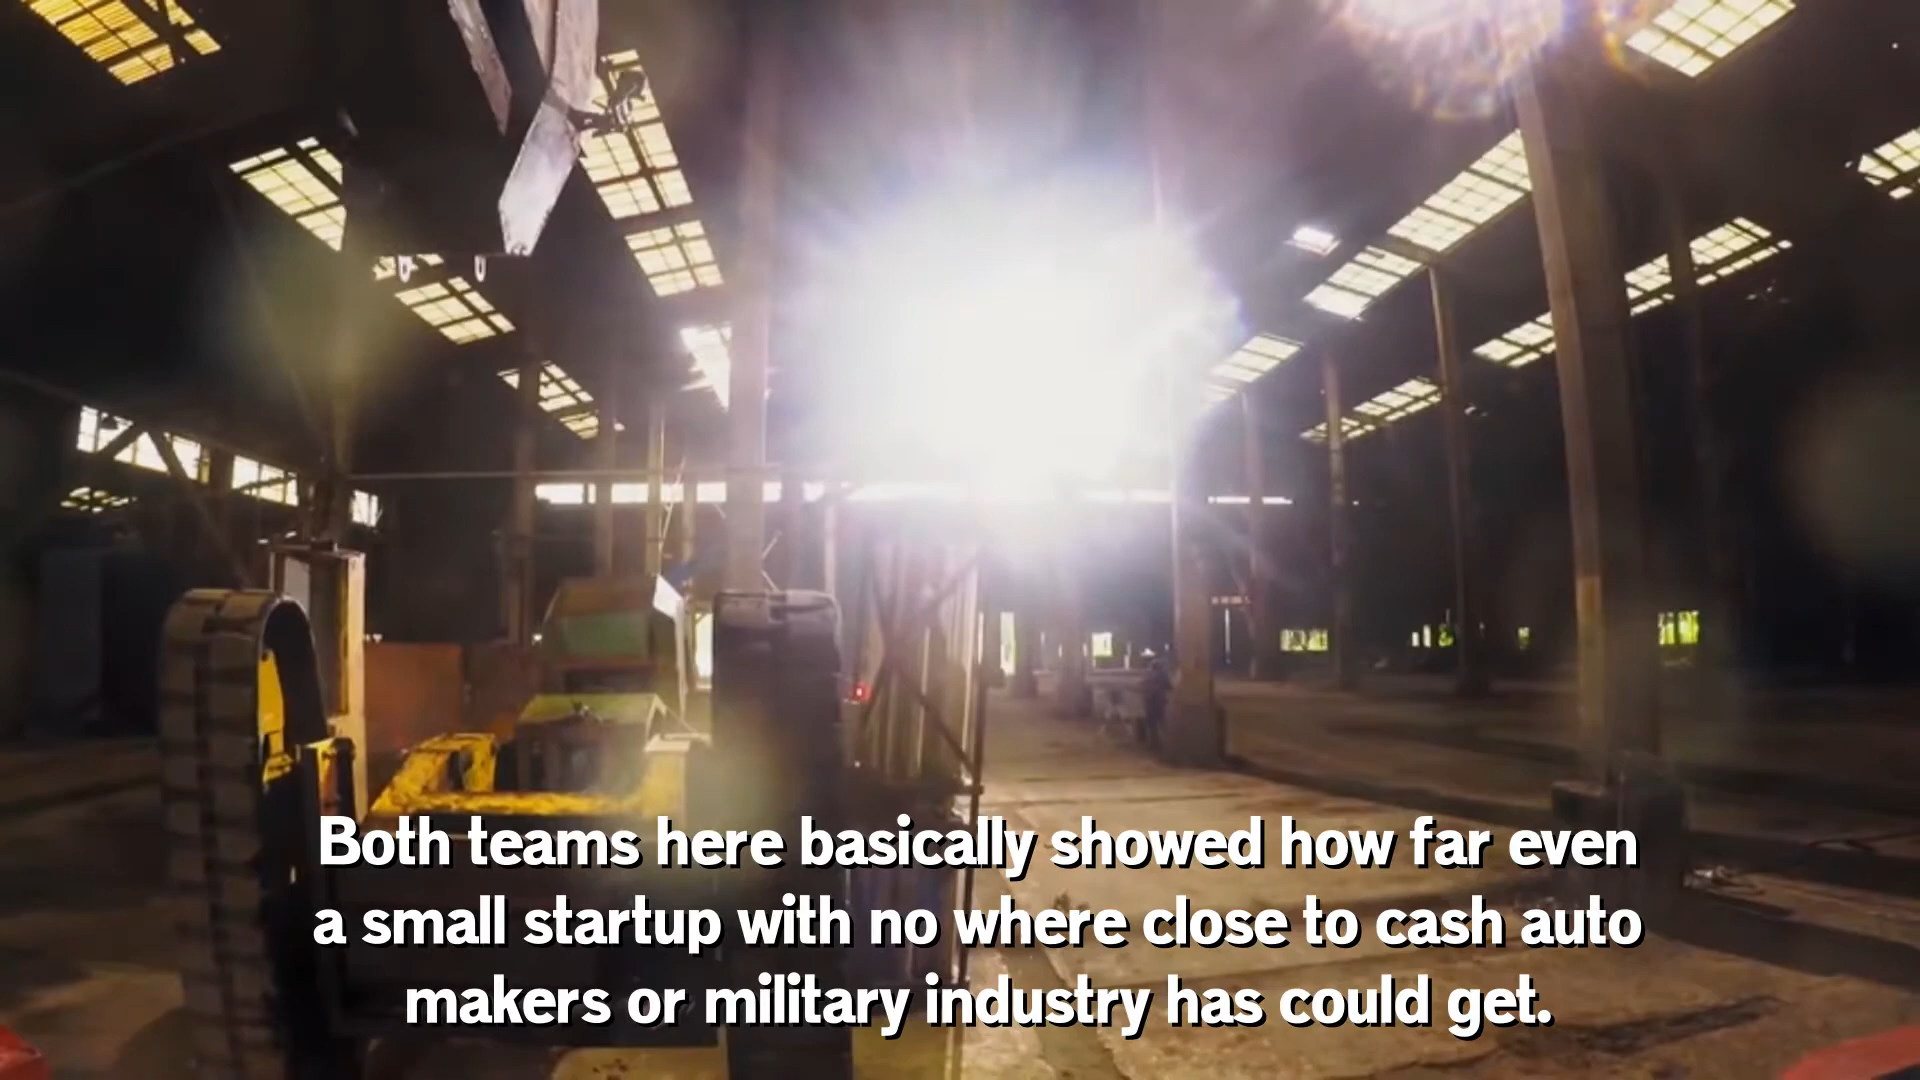 Both teams here basically showed how far even
a small startup with no where close to cash auto
makers or military industry has could get.